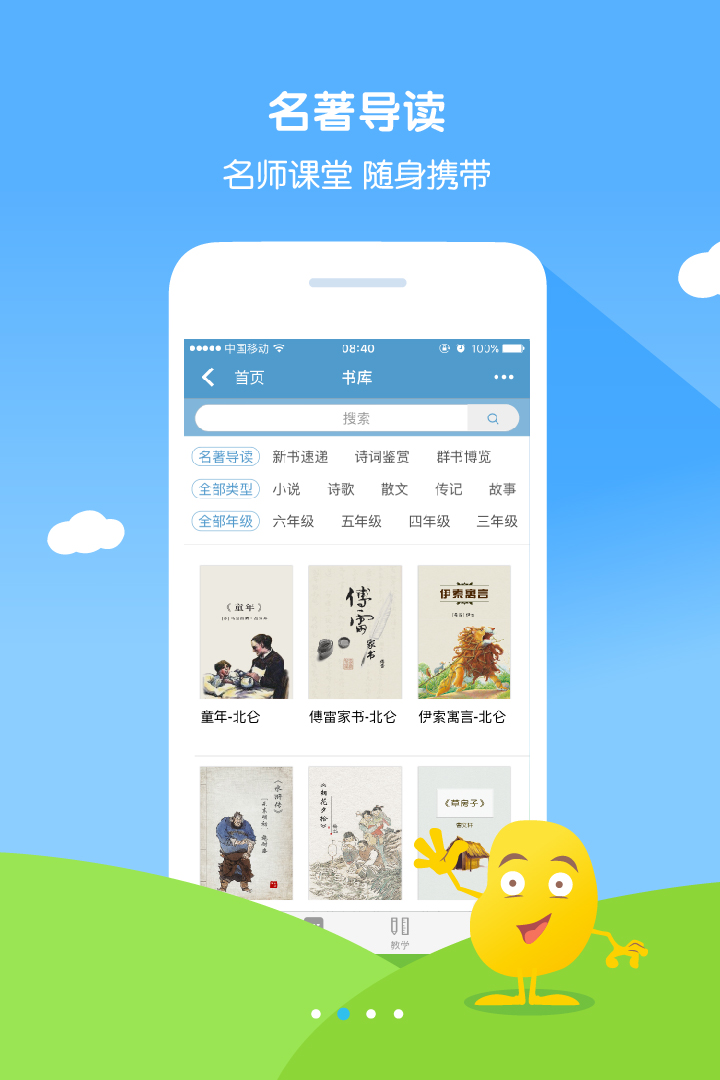 名著导读
名师课堂 随身携带
中国移动 08:40 100%
首页 书库
搜索
名著导读 新书速递 诗词鉴赏 群书博览
全部类型 小说 诗歌 散文 传记 故事
全部年级 六年级 五年级 四年级 三年级
《童年》
傅雷
家书
伊索寓言
童年-北仑 傅雷家书-北仑 伊索寓言-北仑
《水浒传》
朝花夕拾
《草房子》
曹文轩
教学